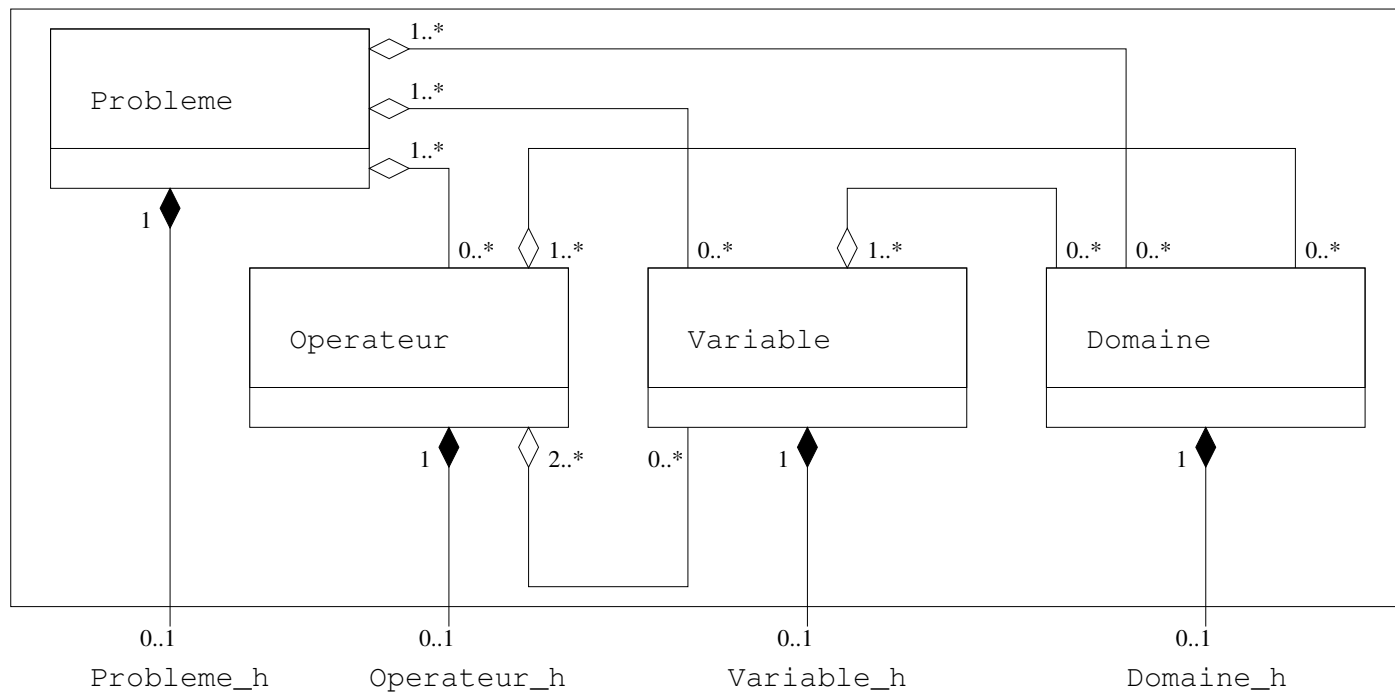 1..*
Probleme
1..*
1..*
1
0..*
1..*
0..*
1..*
0..*
0..*
0..*
Operateur
Variable
Domaine
1
2..*
0..*
1
1
0..1
0..1
0..1
0..1
Probleme_h
Operateur_h
Variable_h
Domaine_h